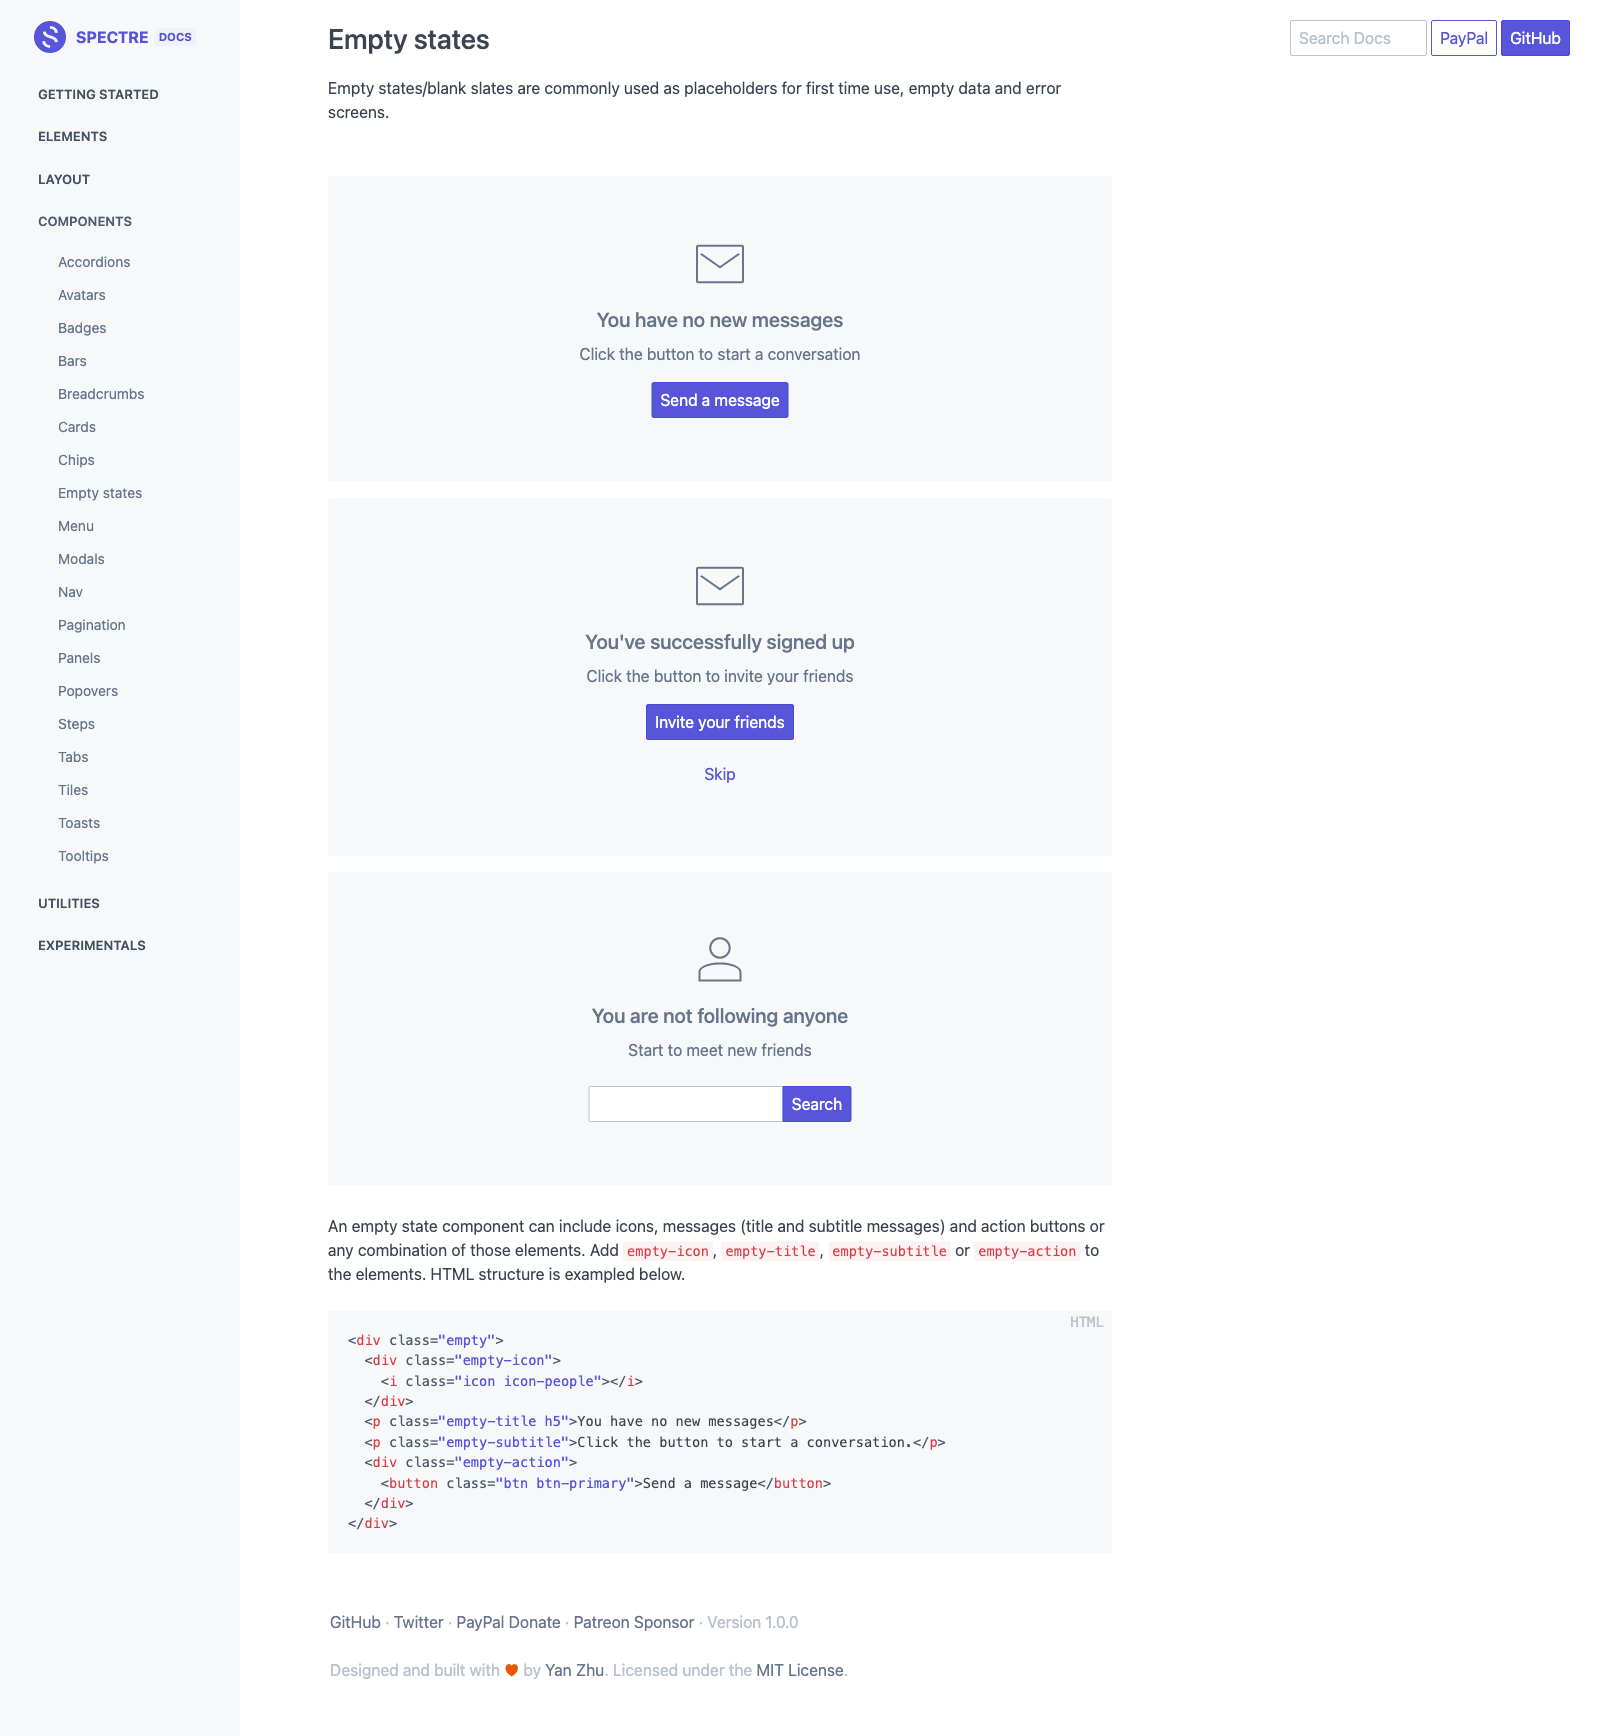 SPECTRE DOCS
GETTING STARTED
ELEMENTS
LAYOUT
COMPONENTS
Accordions
Avatars
Badges
Bars
Breadcrumbs
Cards
Chips
Empty states
Menu
Modals
Nav
Pagination
Panels
Popovers
Steps
Tabs
Tiles
Toasts
Tooltips
UTILITIES
EXPERIMENTALS
Search Docs PayPal GitHub
Empty states
Empty states/blank slates are commonly used as placeholders for first time use, empty data and error
screens.
You have no new messages
Click the button to start a conversation
Send a message
You've successfully signed up
Click the button to invite your friends
Invite your friends
Skip
You are not following anyone
Start to meet new friends
Search
An empty state component can include icons, messages (title and subtitle messages) and action buttons or
any combination of those elements. Add empty-icon, empty-title, empty-subtitle or empty-action to
the elements. HTML structure is exampled below.
HTML
<div class="empty">
  <div class="empty-icon">
    <i class="icon icon-people"></i>
  </div>
  <p class="empty-title h5">You have no new messages</p>
  <p class="empty-subtitle">Click the button to start a conversation.</p>
  <div class="empty-action">
    <button class="btn btn-primary">Send a message</button>
  </div>
</div>
GitHub · Twitter · PayPal Donate · Patreon Sponsor · Version 1.0.0
Designed and built with ♥ by Yan Zhu. Licensed under the MIT License.